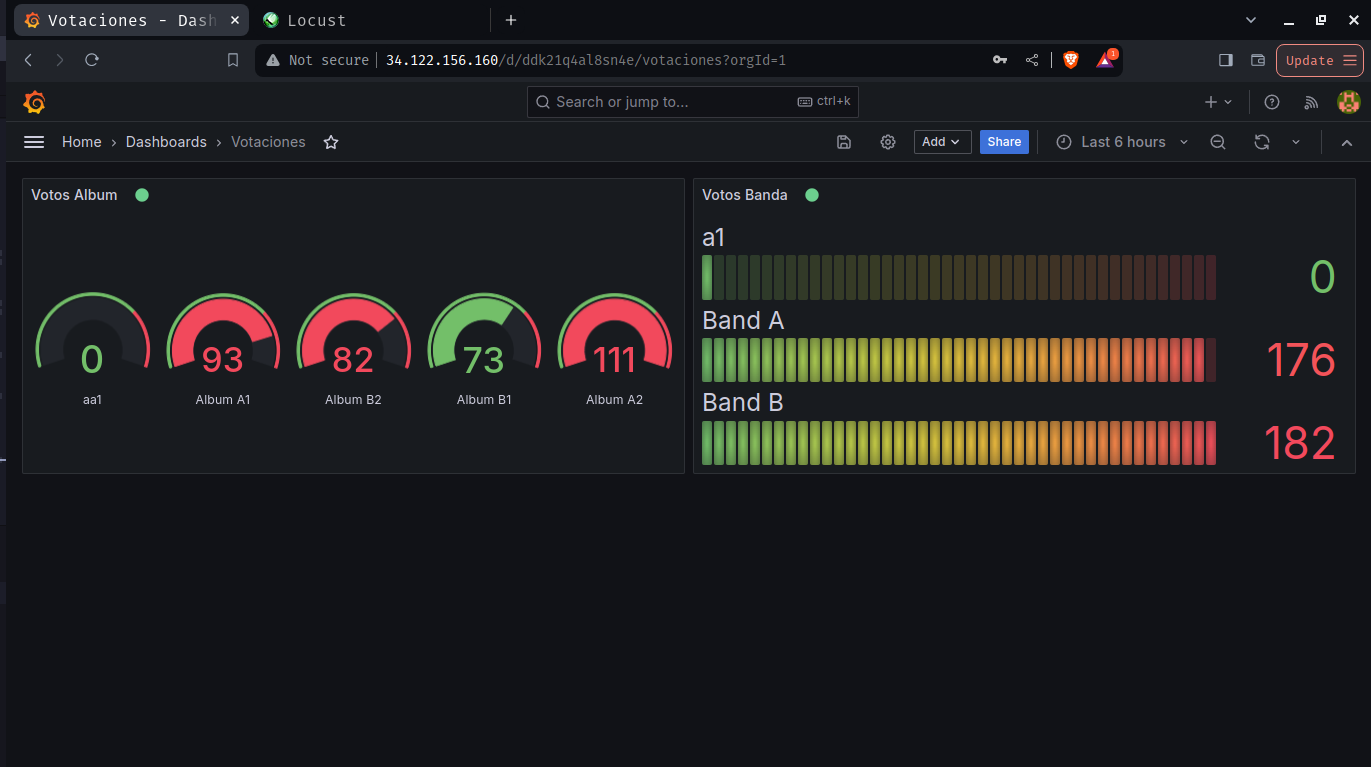 Votaciones - Dash
Locust
Not secure 34.122.156.160/d/ddk21q4al8sn4e/votaciones?orgId=1
1
Update
Search or jump to...
ctrl+k
Home › Dashboards › Votaciones
Add
Share
Last 6 hours
Votos Album
0
93
82
73
111
aa1
Album A1
Album B2
Album B1
Album A2
Votos Banda
a1
0
Band A
176
Band B
182